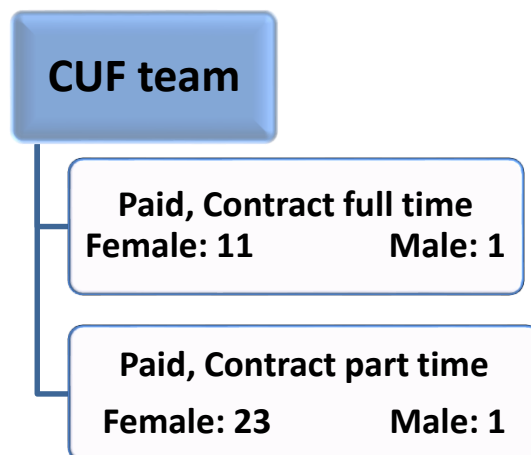 CUF team
Paid, Contract full time
Female: 11 Male: 1
Paid, Contract part time
Female: 23 Male: 1